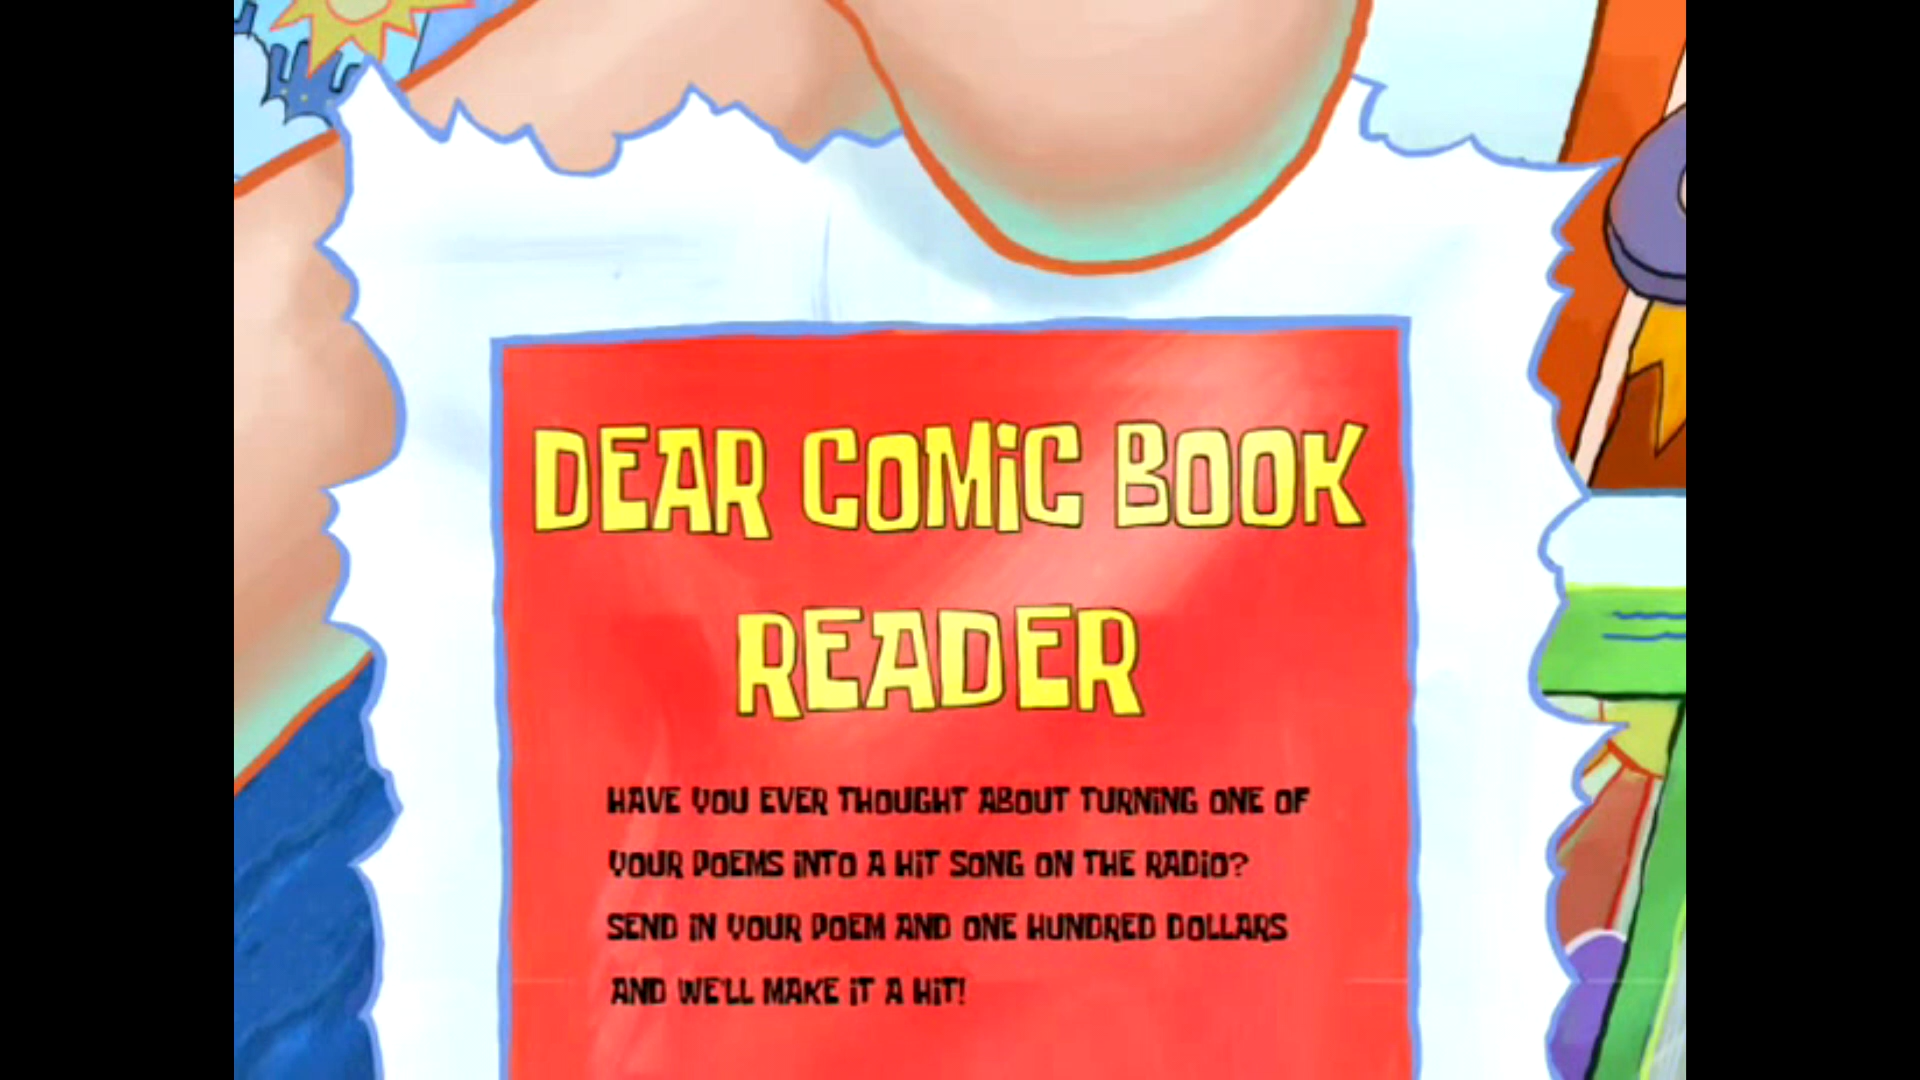 DEAR COMIC BOOK
READER
HAVE YOU EVER THOUGHT ABOUT TURNING ONE OF
YOUR POEMS INTO A HIT SONG ON THE RADIO?
SEND IN YOUR POEM AND ONE HUNDRED DOLLARS
AND WE'LL MAKE IT A HIT!